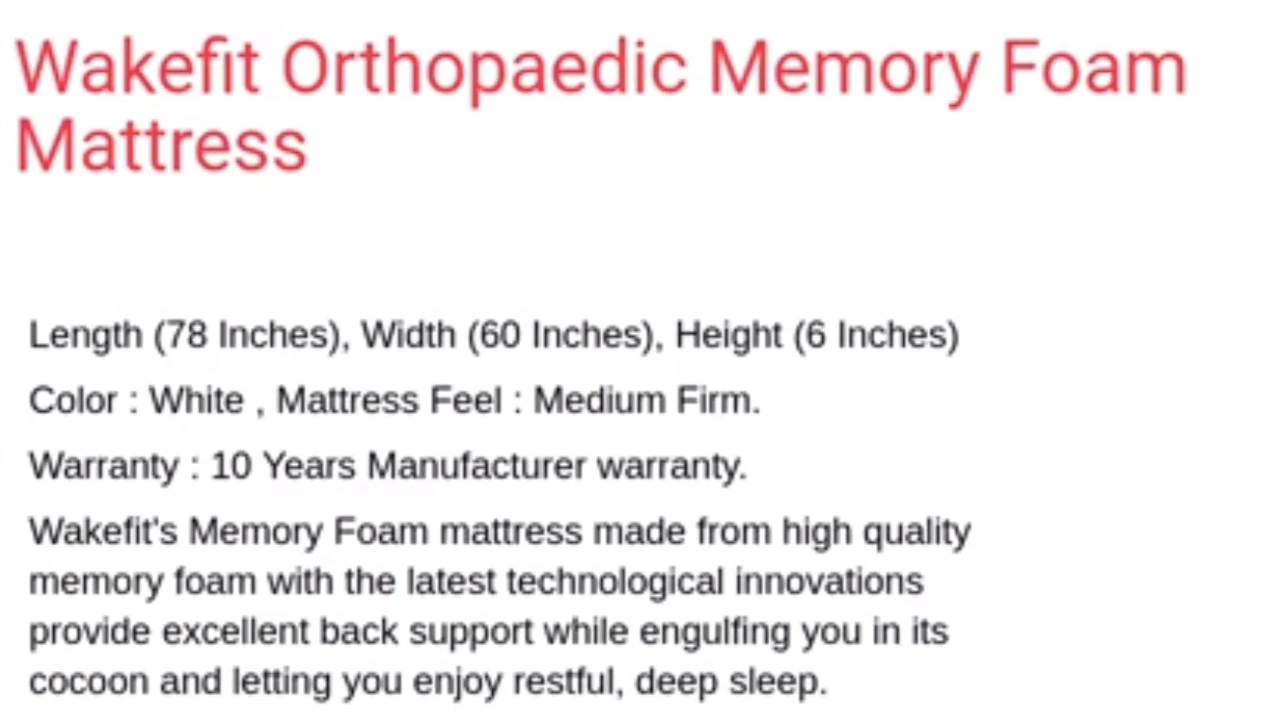 Wakefit Orthopaedic Memory Foam
Mattress
Length (78 Inches), Width (60 Inches), Height (6 Inches)
Color : White , Mattress Feel : Medium Firm.
Warranty : 10 Years Manufacturer warranty.
Wakefit's Memory Foam mattress made from high quality
memory foam with the latest technological innovations
provide excellent back support while engulfing you in its
cocoon and letting you enjoy restful, deep sleep.